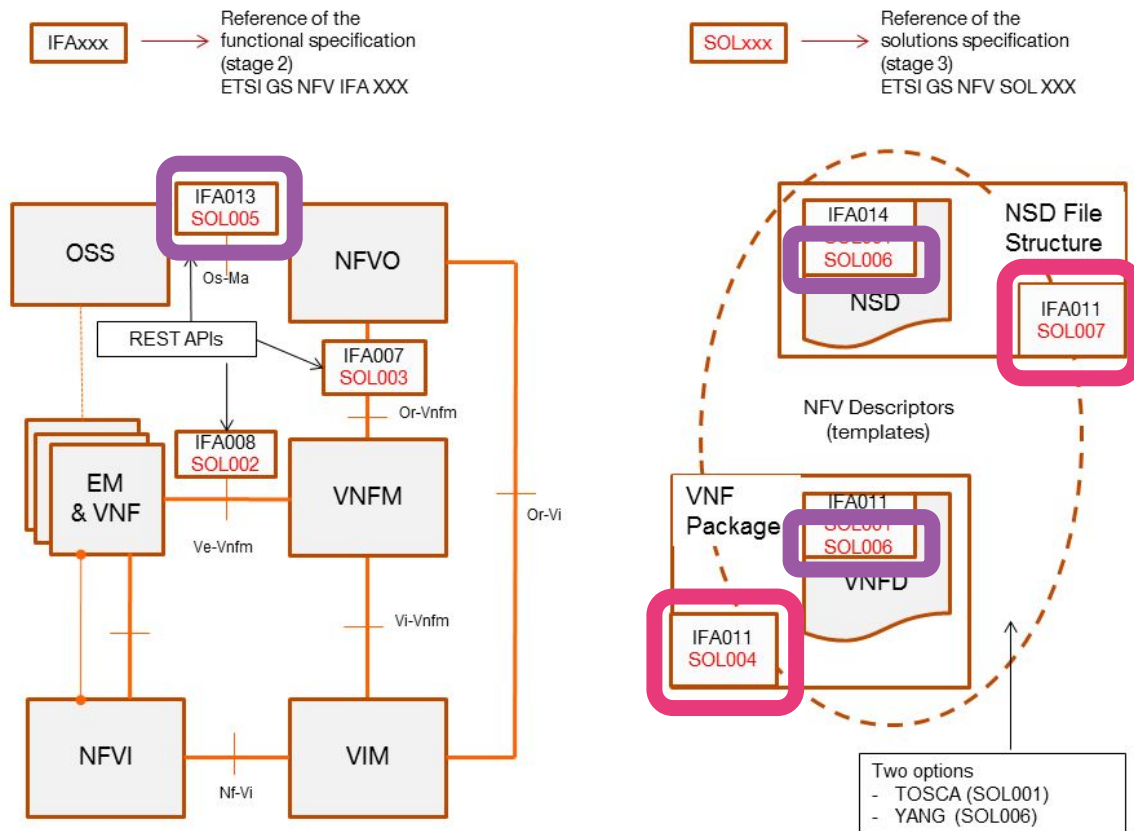 IFAxxx
Reference of the
functional specification
(stage 2)
ETSI GS NFV IFA XXX
SOLxxx
Reference of the
solutions specification
(stage 3)
ETSI GS NFV SOL XXX
IFA013
SOL005
OSS
NFVO
Os-Ma
REST APIs
IFA007
SOL003
Or-Vnfm
IFA008
SOL002
EM
& VNF
VNFM
Ve-Vnfm
Or-Vi
Vi-Vnfm
NFVI
VIM
Nf-Vi
IFA014
SOL006
NSD
NSD File
Structure
IFA011
SOL007
NFV Descriptors
(templates)
VNF
Package
IFA011
SOL001
SOL006
VNFD
IFA011
SOL004
Two options
- TOSCA (SOL001)
- YANG (SOL006)